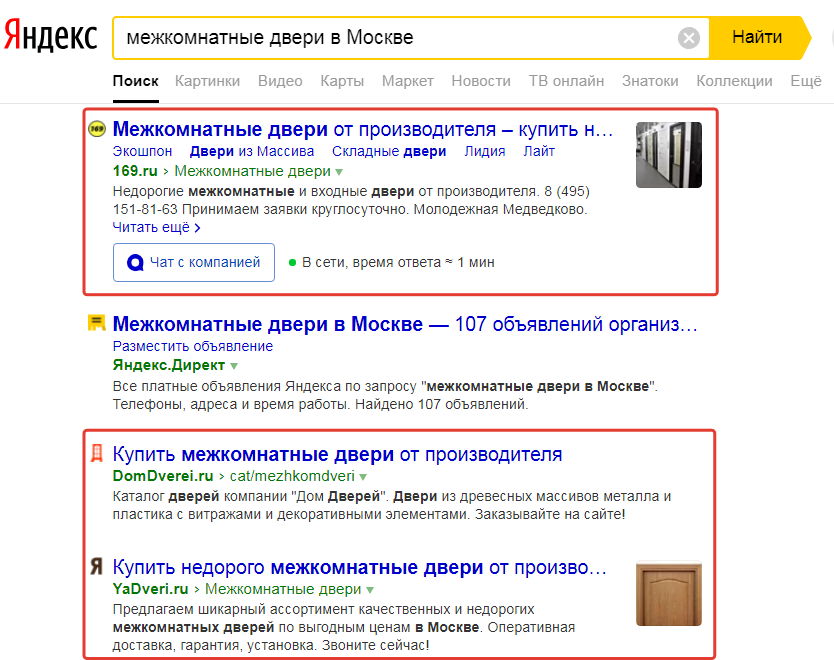 Яндекс
межкомнатные двери в Москве
Найти
Поиск Картинки Видео Карты Маркет Новости ТВ онлайн Знатоки Коллекции Ещё
169
Межкомнатные двери от производителя – купить н...
Экошпон Двери из Массива Складные двери Лидия Лайт
169.ru › Межкомнатные двери
Недорогие межкомнатные и входные двери от производителя. 8 (495)
151-81-63 Принимаем заявки круглосуточно. Молодежная Медведково.
Читать ещё ›
Чат с компанией
В сети, время ответа ≈ 1 мин
Межкомнатные двери в Москве — 107 объявлений организ...
Разместить объявление
Яндекс.Директ
Все платные объявления Яндекса по запросу "межкомнатные двери в Москве".
Телефоны, адреса и время работы. Найдено 107 объявлений.
Купить межкомнатные двери от производителя
DomDverei.ru › cat/mezhkomdveri
Каталог дверей компании "Дом Дверей". Двери из древесных массивов металла и
пластика с витражами и декоративными элементами. Заказывайте на сайте!
Я
Купить недорого межкомнатные двери от произво...
YaDveri.ru › Межкомнатные двери
Предлагаем шикарный ассортимент качественных и недорогих
межкомнатных дверей по выгодным ценам в Москве. Оперативная
доставка, гарантия, установка. Звоните сейчас!